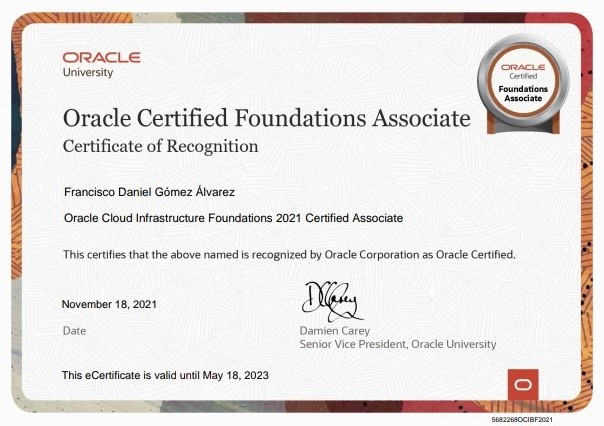 ORACLE
University
ORACLE
Certified
Foundations
Associate
Oracle Certified Foundations Associate
Certificate of Recognition
Francisco Daniel Gómez Álvarez
Oracle Cloud Infrastructure Foundations 2021 Certified Associate
This certifies that the above named is recognized by Oracle Corporation as Oracle Certified.
DCarey
November 18, 2021
Date
Damien Carey
Senior Vice President, Oracle University
This eCertificate is valid until May 18, 2023
5682268OCIBF2021